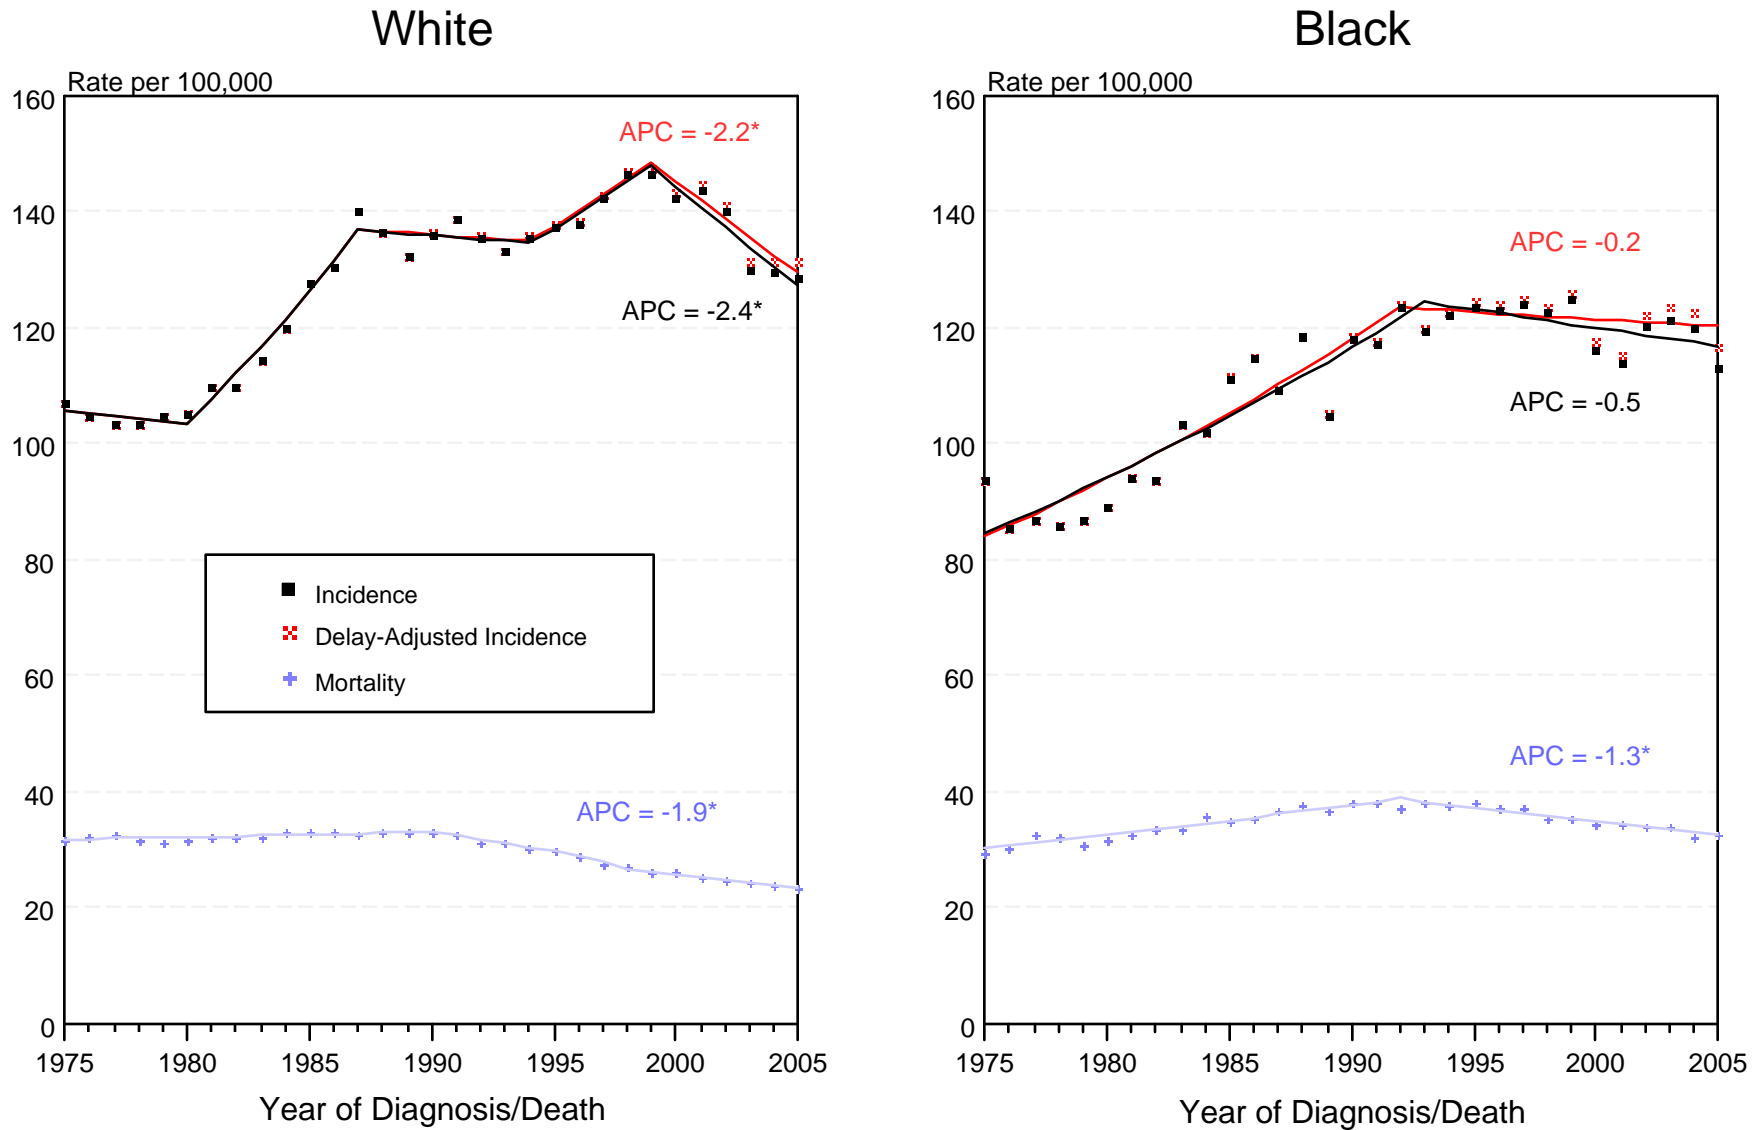 White
Rate per 100,000
160
140
120
100
80
60
40
20
0
APC = -2.2*
APC = -2.4*
Incidence
Delay-Adjusted Incidence
Mortality
APC = -1.9*
1975 1980 1985 1990 1995 2000 2005
Year of Diagnosis/Death
Black
Rate per 100,000
160
140
120
100
80
60
40
20
0
APC = -0.2
APC = -0.5
APC = -1.3*
1975 1980 1985 1990 1995 2000 2005
Year of Diagnosis/Death